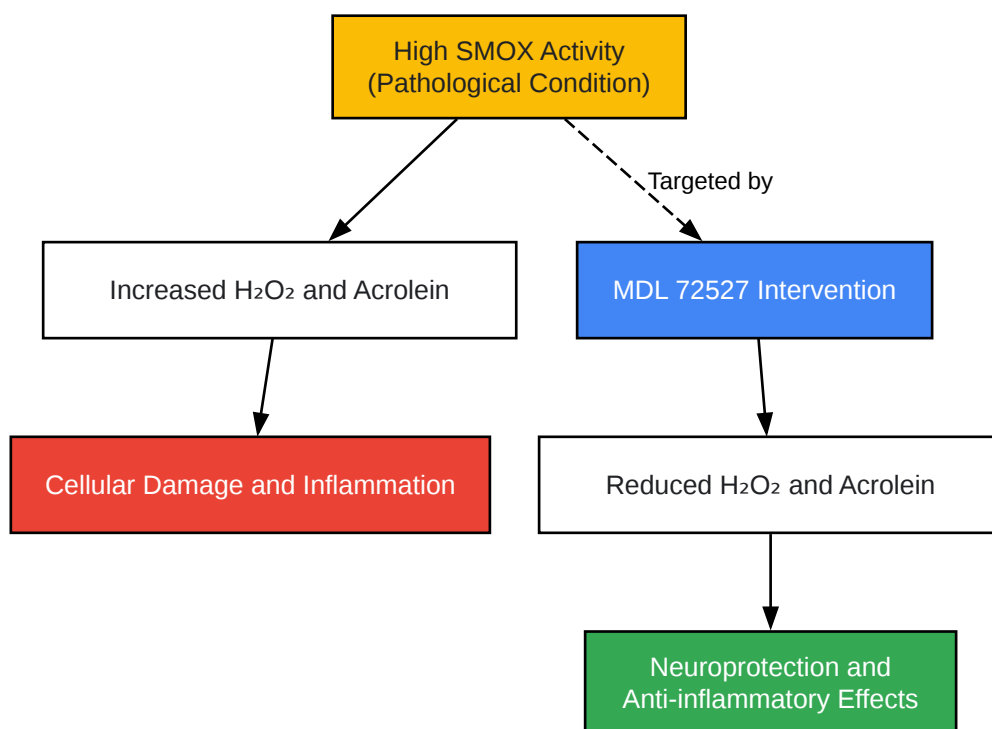 High SMOX Activity
(Pathological Condition)
Targeted by
Increased H₂O₂ and Acrolein
MDL 72527 Intervention
Cellular Damage and Inflammation
Reduced H₂O₂ and Acrolein
Neuroprotection and
Anti-inflammatory Effects